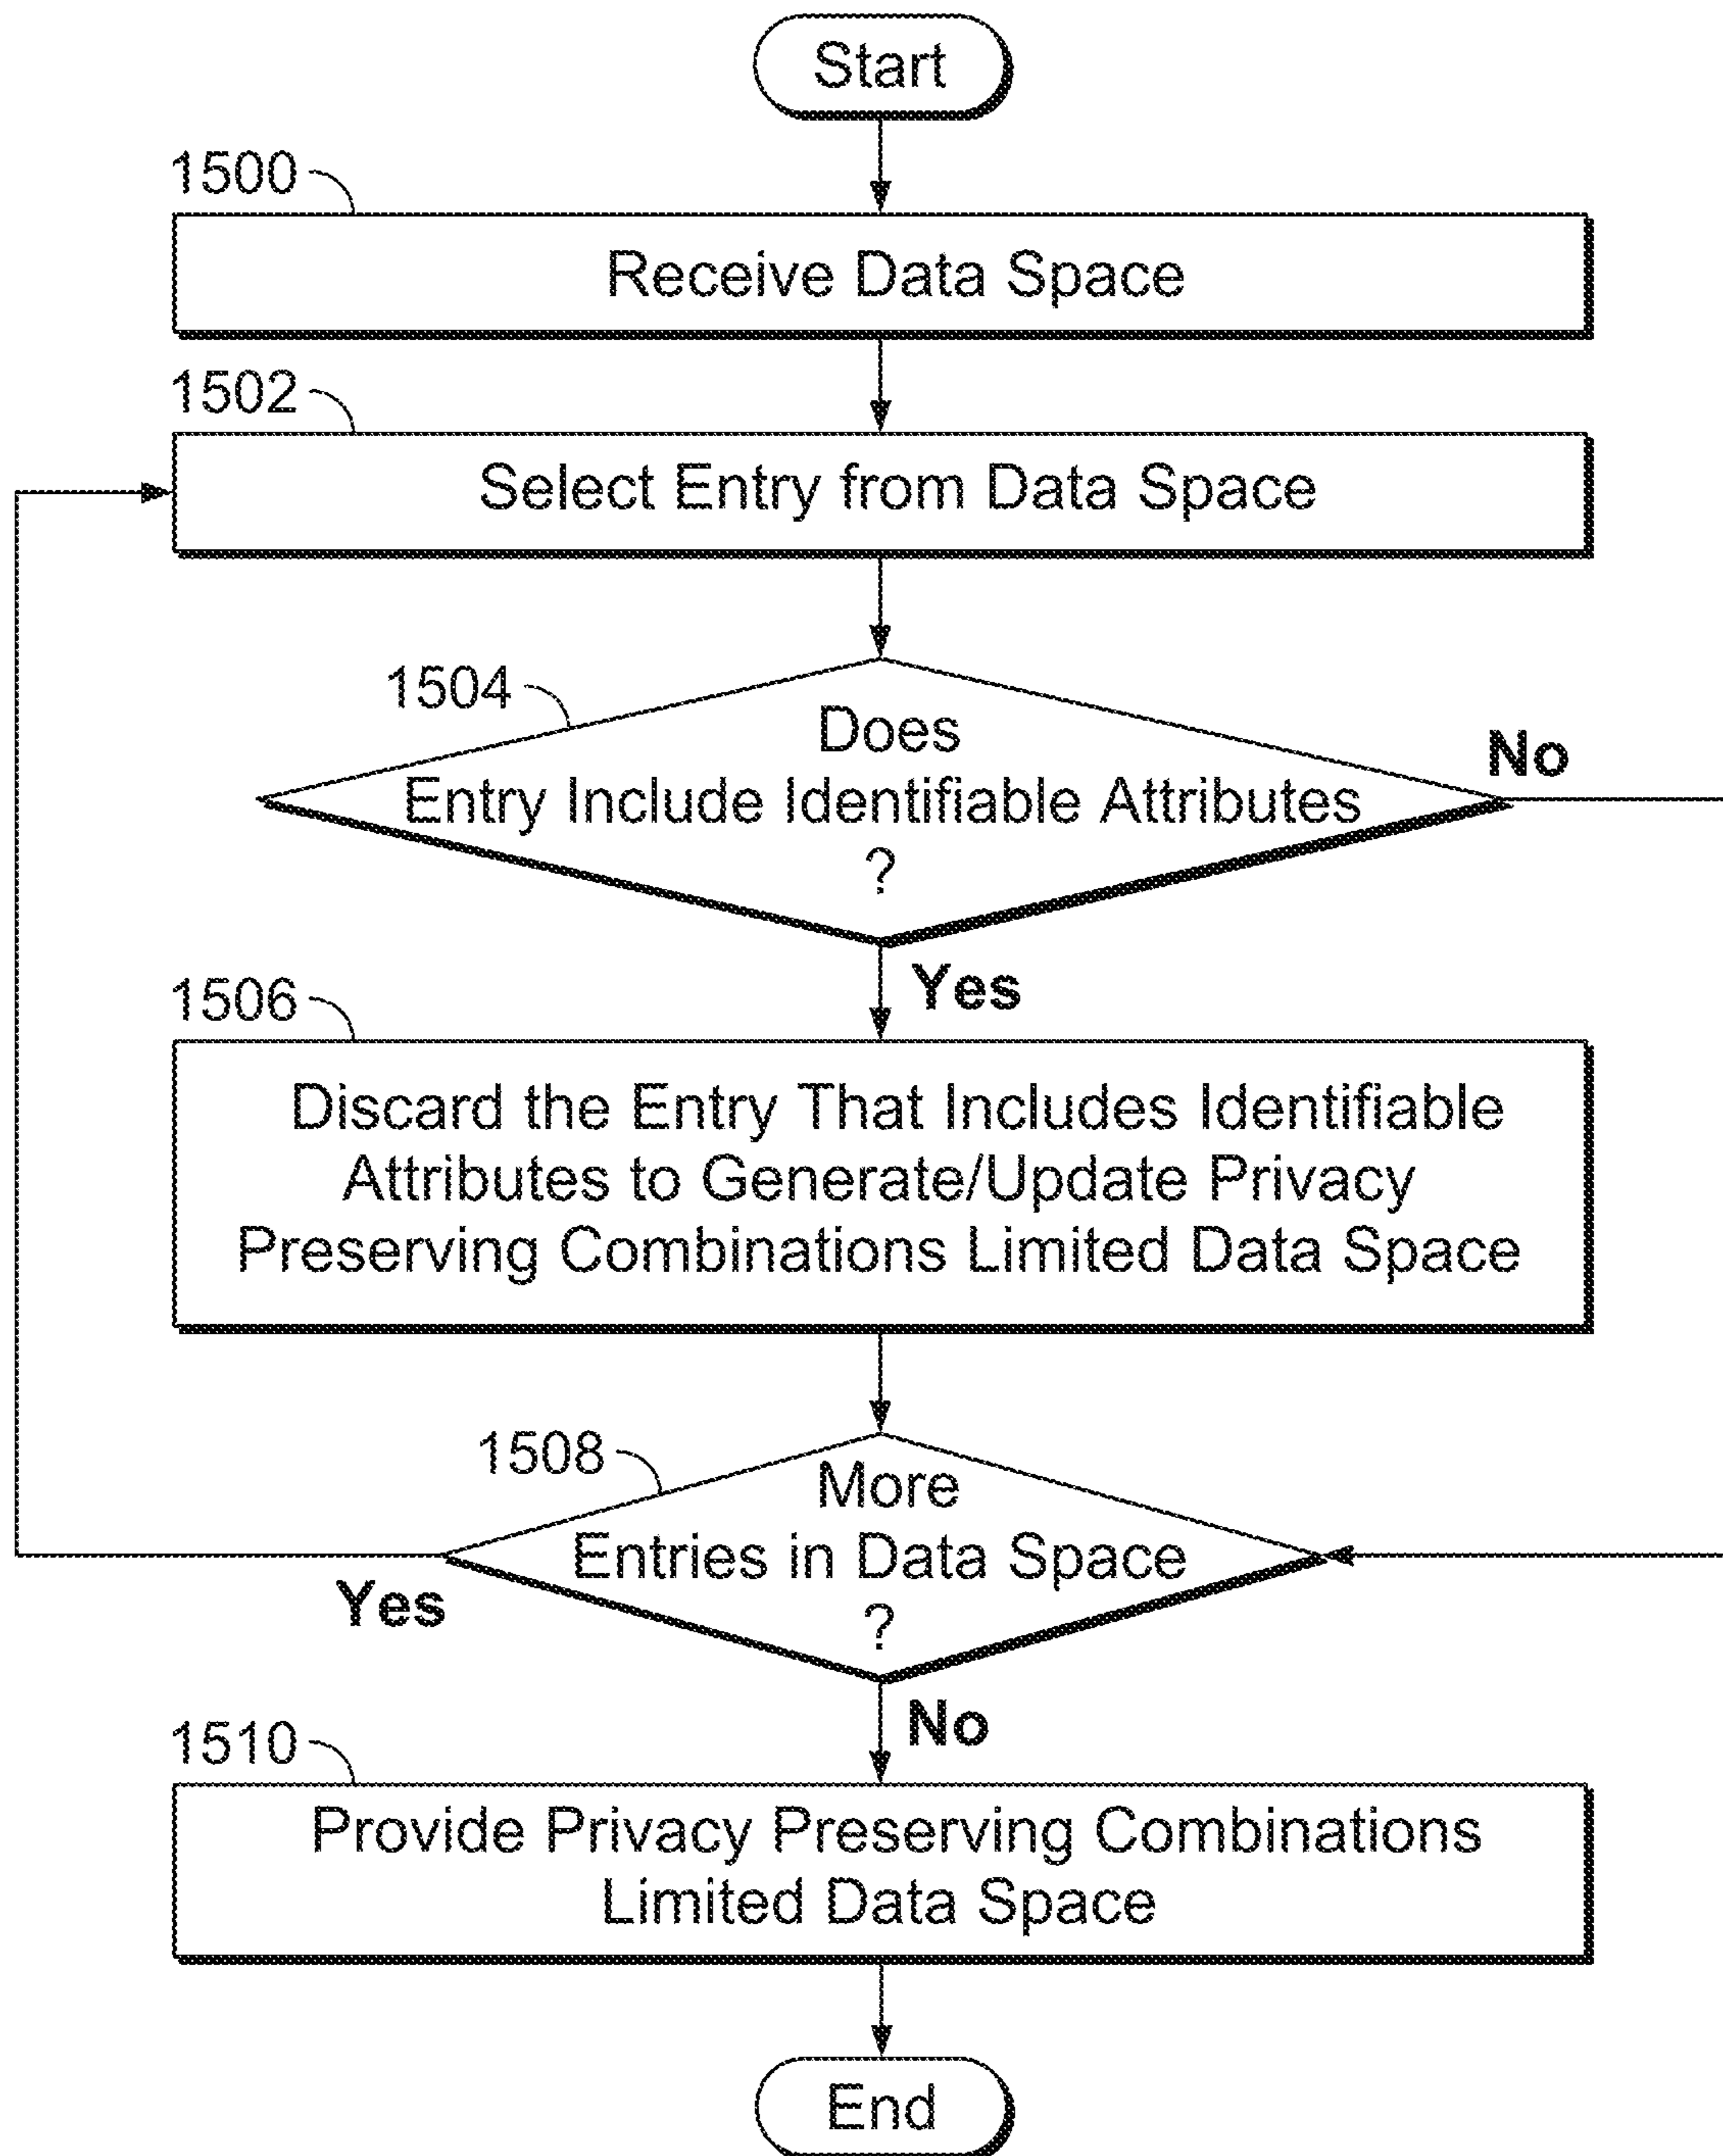 Start
1500
Receive Data Space
1502
Select Entry from Data Space
1504
Does
Entry Include Identifiable Attributes
?
No
Yes
1506
Discard the Entry That Includes Identifiable
Attributes to Generate/Update Privacy
Preserving Combinations Limited Data Space
1508
More
Entries in Data Space
?
Yes
No
1510
Provide Privacy Preserving Combinations
Limited Data Space
End